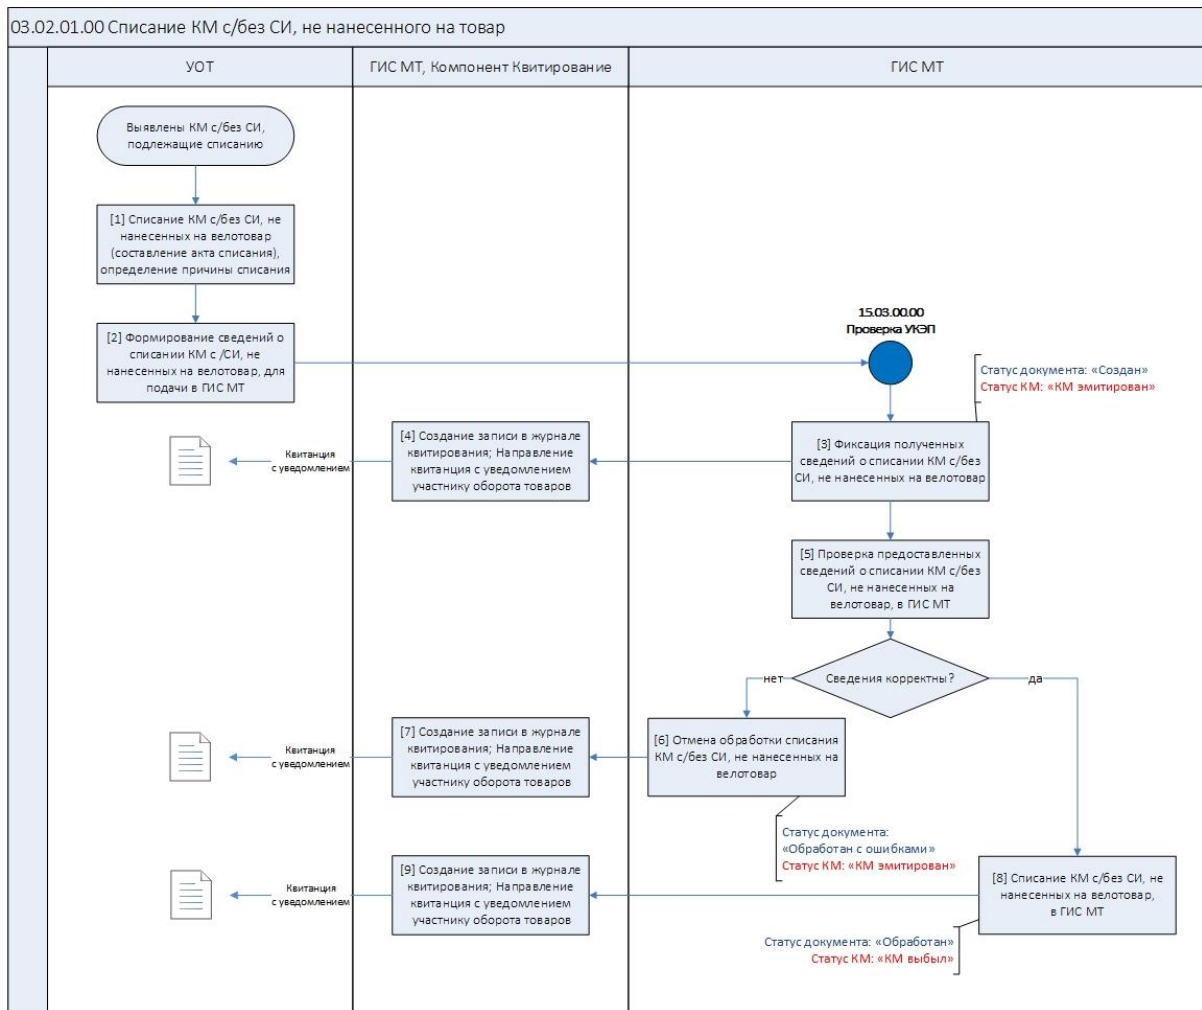 03.02.01.00 Списание КМ с/без СИ, не нанесенного на товар
УОТ
ГИС МТ, Компонент Квитирование
ГИС МТ
Выявлены КМ с/без СИ,
подлежащие списанию
[1] Списание КМ с/без СИ, не
нанесенных на велотовар
(составление акта списания),
определение причины списания
[2] Формирование сведений о
списании КМ с /СИ, не
нанесенных на велотовар, для
подачи в ГИС МТ
15.03.00.00
Проверка УКЭП
Статус документа: «Создан»
Статус КМ: «КМ эмитирован»
[3] Фиксация полученных
сведений о списании КМ с/без
СИ, не нанесенных на велотовар
[4] Создание записи в журнале
квитирования; Направление
квитанция с уведомлением
участнику оборота товаров
Квитанция
с уведомлением
[5] Проверка предоставленных
сведений о списании КМ с/без
СИ, не нанесенных на
велотовар, в ГИС МТ
Сведения корректны?
нет
да
[6] Отмена обработки списания
КМ с/без СИ, не нанесенных на
велотовар
[7] Создание записи в журнале
квитирования; Направление
квитанция с уведомлением
участнику оборота товаров
Квитанция
с уведомлением
Статус документа:
«Обработан с ошибками»
Статус КМ: «КМ эмитирован»
[8] Списание КМ с/без СИ, не
нанесенных на велотовар,
в ГИС МТ
[9] Создание записи в журнале
квитирования; Направление
квитанция с уведомлением
участнику оборота товаров
Квитанция
с уведомлением
Статус документа: «Обработан»
Статус КМ: «КМ выбыл»